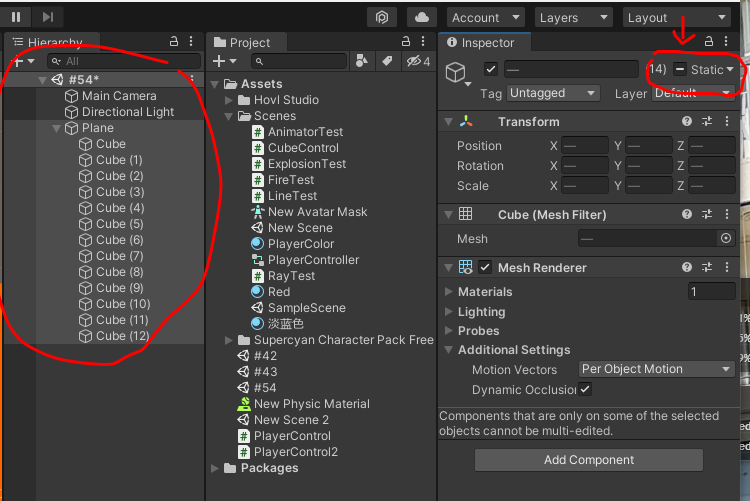 Account
Layers
Layout
Hierarchy
All
#54*
Main Camera
Directional Light
Plane
Cube
Cube (1)
Cube (2)
Cube (3)
Cube (4)
Cube (5)
Cube (6)
Cube (7)
Cube (8)
Cube (9)
Cube (10)
Cube (11)
Cube (12)
Project
4
Assets
Hovl Studio
Scenes
AnimatorTest
CubeControl
ExplosionTest
FireTest
LineTest
New Avatar Mask
New Scene
PlayerColor
PlayerController
RayTest
Red
SampleScene
淡蓝色
Supercyan Character Pack Free
#42
#43
#54
New Physic Material
New Scene 2
PlayerControl
PlayerControl2
Packages
Inspector
— 14) Static
Tag Untagged Layer Default
Transform
Position X — Y — Z —
Rotation X — Y — Z —
Scale X — Y — Z —
Cube (Mesh Filter)
Mesh —
Mesh Renderer
Materials 1
Lighting
Probes
Additional Settings
Motion Vectors Per Object Motion
Dynamic Occlusion
Components that are only on some of the selected
objects cannot be multi-edited.
Add Component